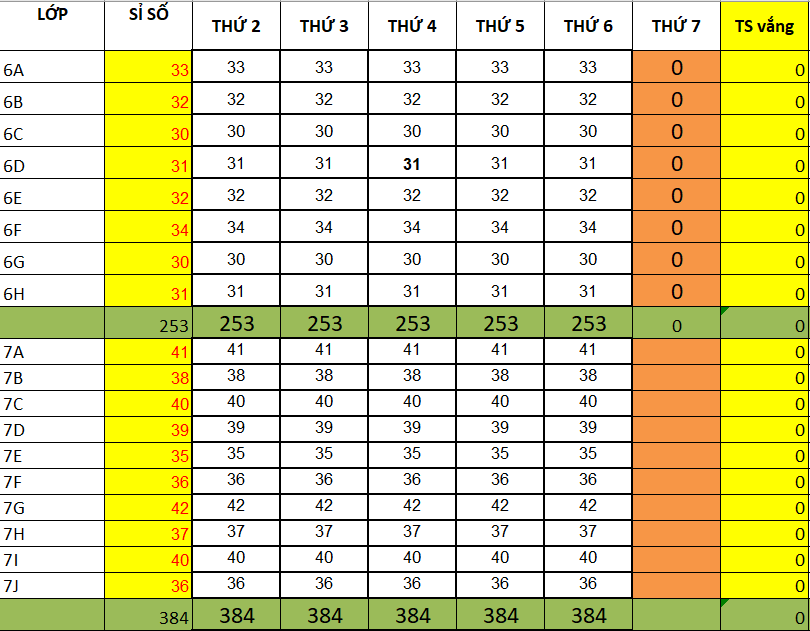 LỚP SỈ SỐ THỨ 2 THỨ 3 THỨ 4 THỨ 5 THỨ 6 THỨ 7 TS vắng
6A 33 33 33 33 33 33 0 0
6B 32 32 32 32 32 32 0 0
6C 30 30 30 30 30 30 0 0
6D 31 31 31 31 31 31 0 0
6E 32 32 32 32 32 32 0 0
6F 34 34 34 34 34 34 0 0
6G 30 30 30 30 30 30 0 0
6H 31 31 31 31 31 31 0 0
253 253 253 253 253 253 0 0
7A 41 41 41 41 41 41 0
7B 38 38 38 38 38 38 0
7C 40 40 40 40 40 40 0
7D 39 39 39 39 39 39 0
7E 35 35 35 35 35 35 0
7F 36 36 36 36 36 36 0
7G 42 42 42 42 42 42 0
7H 37 37 37 37 37 37 0
7I 40 40 40 40 40 40 0
7J 36 36 36 36 36 36 0
384 384 384 384 384 384 0